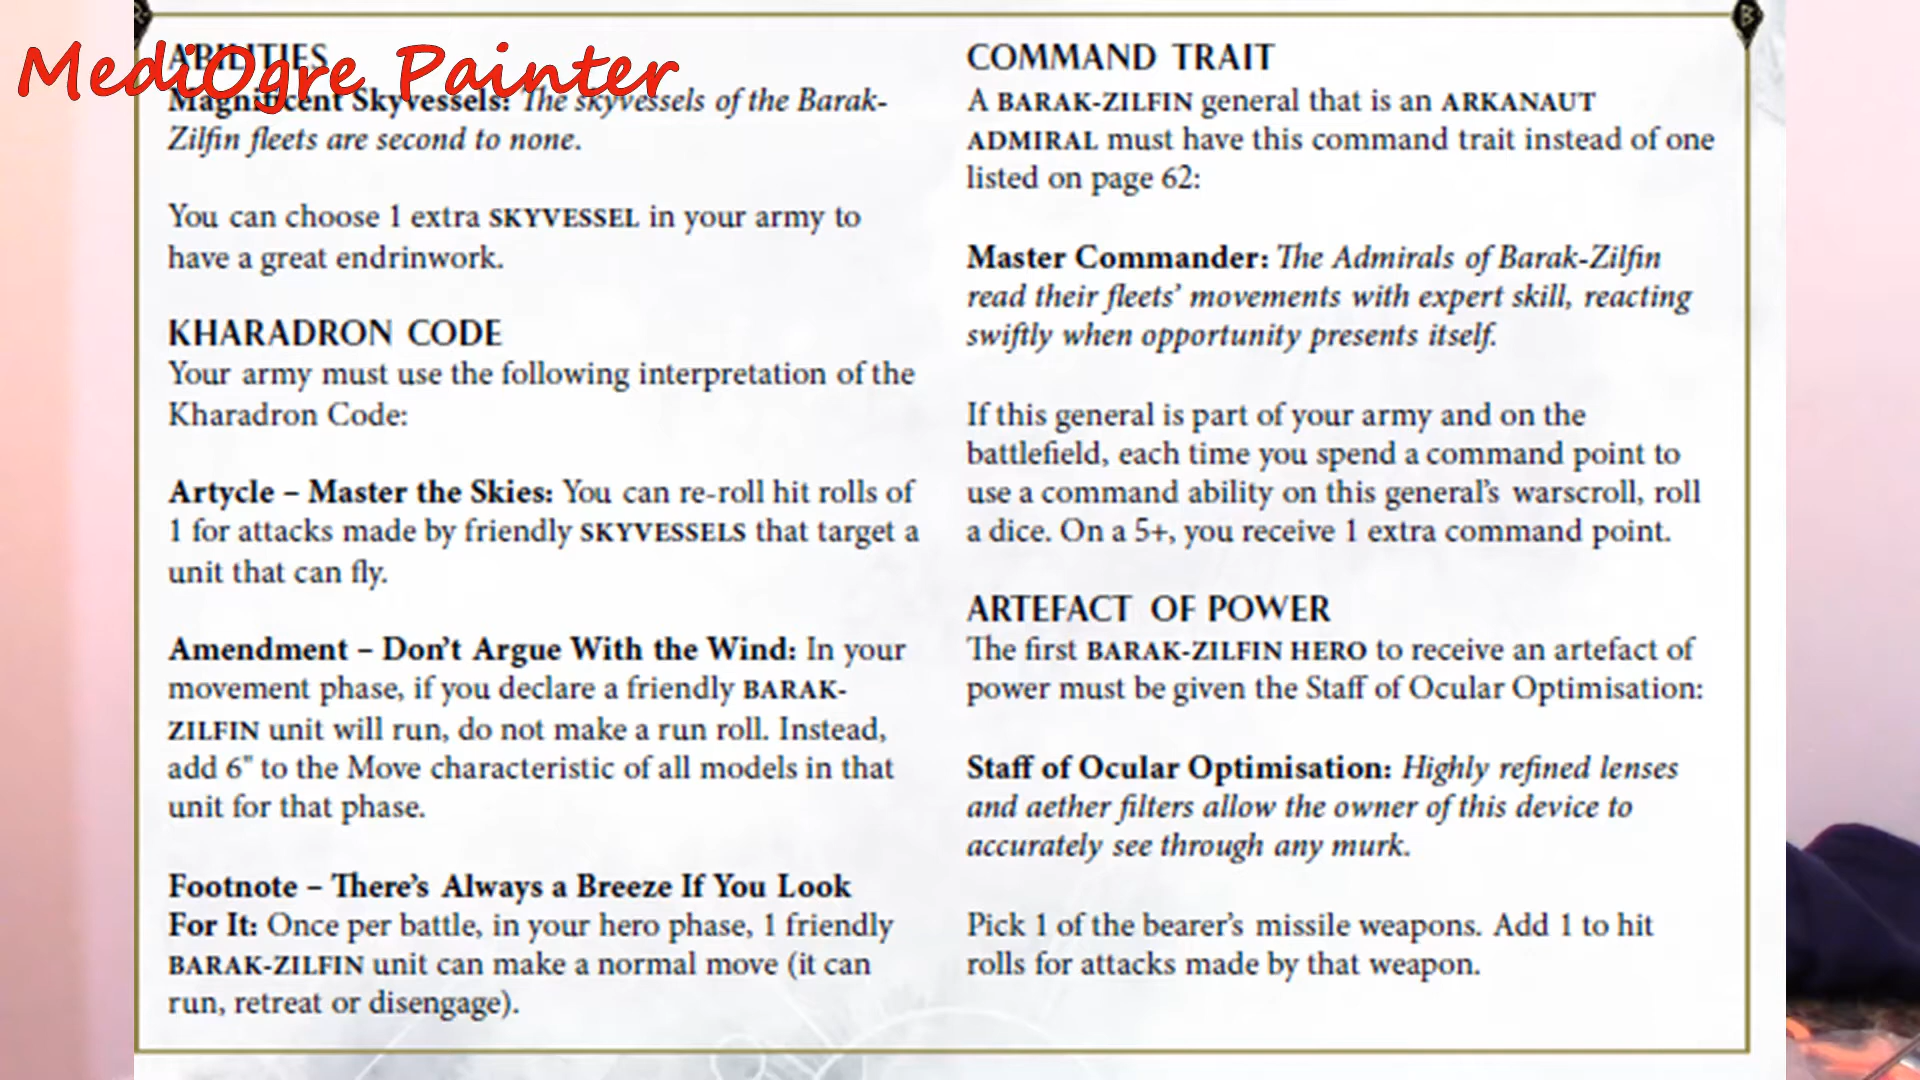 MediOgre Painter
ABILITIES
Magnificent Skyvessels: The skyvessels of the Barak-
Zilfin fleets are second to none.
You can choose 1 extra SKYVESSEL in your army to
have a great endrinwork.
KHARADRON CODE
Your army must use the following interpretation of the
Kharadron Code:
Artycle – Master the Skies: You can re-roll hit rolls of
1 for attacks made by friendly SKYVESSELS that target a
unit that can fly.
Amendment – Don't Argue With the Wind: In your
movement phase, if you declare a friendly BARAK-
ZILFIN unit will run, do not make a run roll. Instead,
add 6" to the Move characteristic of all models in that
unit for that phase.
Footnote – There's Always a Breeze If You Look
For It: Once per battle, in your hero phase, 1 friendly
BARAK-ZILFIN unit can make a normal move (it can
run, retreat or disengage).
COMMAND TRAIT
A BARAK-ZILFIN general that is an ARKANAUT
ADMIRAL must have this command trait instead of one
listed on page 62:
Master Commander: The Admirals of Barak-Zilfin
read their fleets' movements with expert skill, reacting
swiftly when opportunity presents itself.
If this general is part of your army and on the
battlefield, each time you spend a command point to
use a command ability on this general's warscroll, roll
a dice. On a 5+, you receive 1 extra command point.
ARTEFACT OF POWER
The first BARAK-ZILFIN HERO to receive an artefact of
power must be given the Staff of Ocular Optimisation:
Staff of Ocular Optimisation: Highly refined lenses
and aether filters allow the owner of this device to
accurately see through any murk.
Pick 1 of the bearer's missile weapons. Add 1 to hit
rolls for attacks made by that weapon.